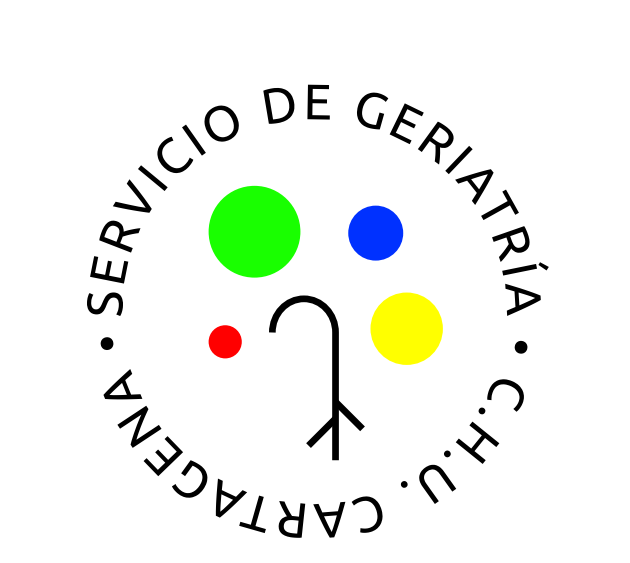 SERVICIO DE GERIATRÍA • C.H.U. CARTAGENA •